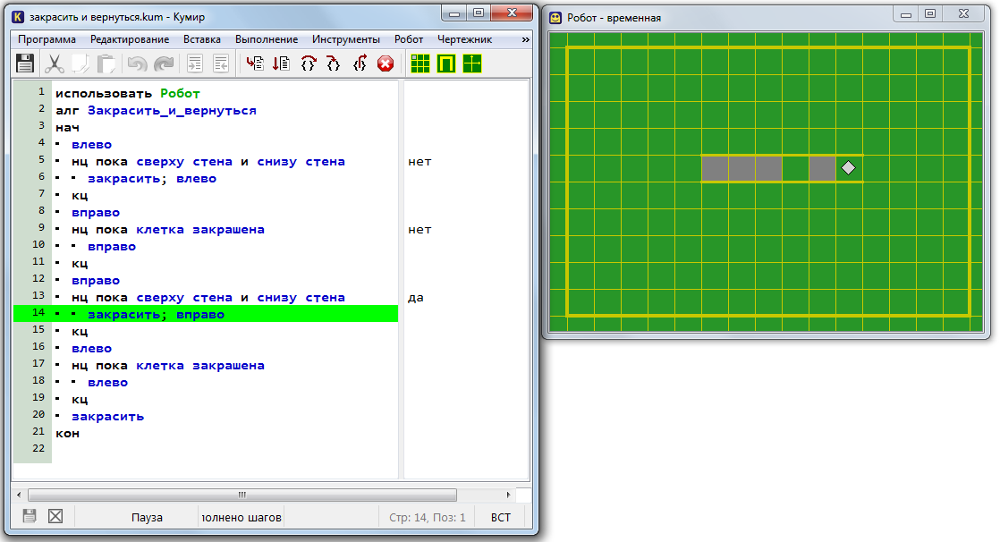 закрасить и вернуться.kum - Кумир
Программа Редактирование Вставка Выполнение Инструменты Робот Чертежник »
1 использовать Робот
2 алг Закрасить_и_вернуться
3 нач
4 влево
5 нц пока сверху стена и снизу стена нет
6 закрасить; влево
7 кц
8 вправо
9 нц пока клетка закрашена нет
10 вправо
11 кц
12 вправо
13 нц пока сверху стена и снизу стена да
14 закрасить; вправо
15 кц
16 влево
17 нц пока клетка закрашена
18 влево
19 кц
20 закрасить
21 кон
22
Пауза олнено шагов Стр: 14, Поз: 1 ВСТ
Робот - временная